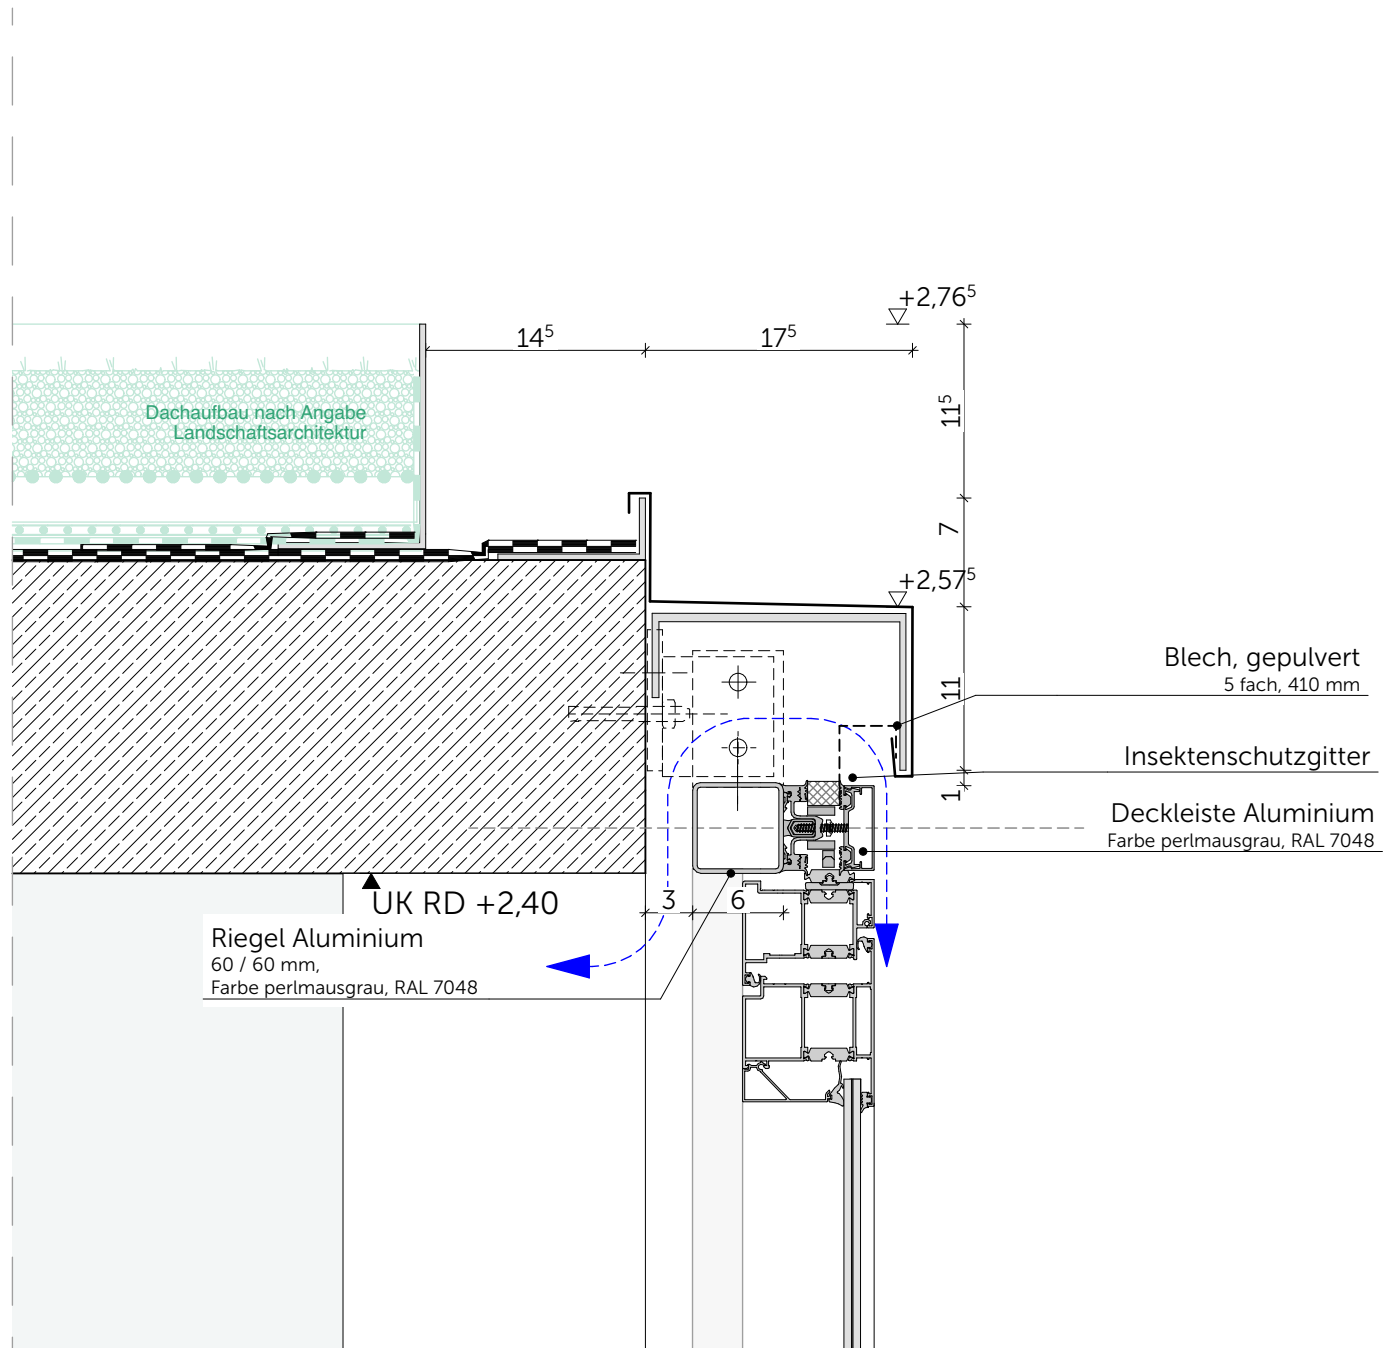 +2,76⁵
14⁵
17⁵
Dachaufbau nach Angabe
Landschaftsarchitektur
11⁵
7
+2,57⁵
Blech, gepulvert
5 fach, 410 mm
11
Insektenschutzgitter
1
Deckleiste Aluminium
Farbe perlmausgrau, RAL 7048
UK RD +2,40
3
6
Riegel Aluminium
60 / 60 mm,
Farbe perlmausgrau, RAL 7048